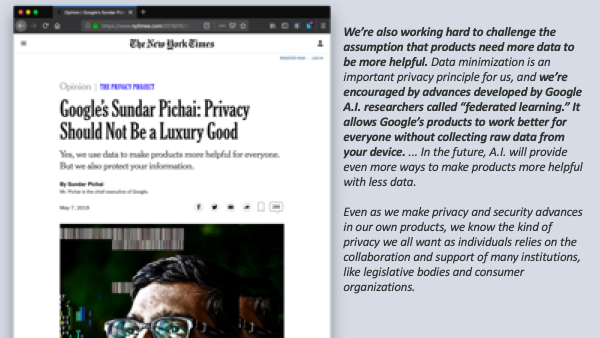 Opinion | Google's Sundar Pich
https://www.nytimes.com/2019/05/
The New York Times
REGISTER NOW LOG IN
Opinion | THE PRIVACY PROJECT
Google's Sundar Pichai: Privacy
Should Not Be a Luxury Good
Yes, we use data to make products more helpful for everyone.
But we also protect your information.
By Sundar Pichai
Mr. Pichai is the chief executive of Google.
May 7, 2019
We're also working hard to challenge the
assumption that products need more data to
be more helpful. Data minimization is an
important privacy principle for us, and we're
encouraged by advances developed by Google
A.I. researchers called “federated learning.” It
allows Google's products to work better for
everyone without collecting raw data from
your device. ... In the future, A.I. will provide
even more ways to make products more helpful
with less data.
Even as we make privacy and security advances
in our own products, we know the kind of
privacy we all want as individuals relies on the
collaboration and support of many institutions,
like legislative bodies and consumer
organizations.